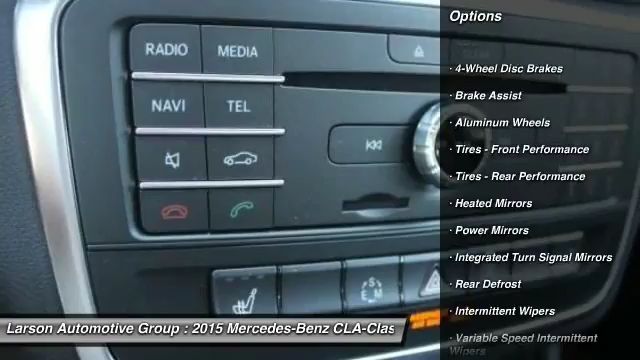 Options
RADIO
MEDIA
NAVI
TEL
S
E
M
· 4-Wheel Disc Brakes
· Brake Assist
· Aluminum Wheels
· Tires - Front Performance
· Tires - Rear Performance
· Heated Mirrors
· Power Mirrors
· Integrated Turn Signal Mirrors
· Rear Defrost
· Intermittent Wipers
· Variable Speed Intermittent
Wipers
Larson Automotive Group : 2015 Mercedes-Benz CLA-Clas